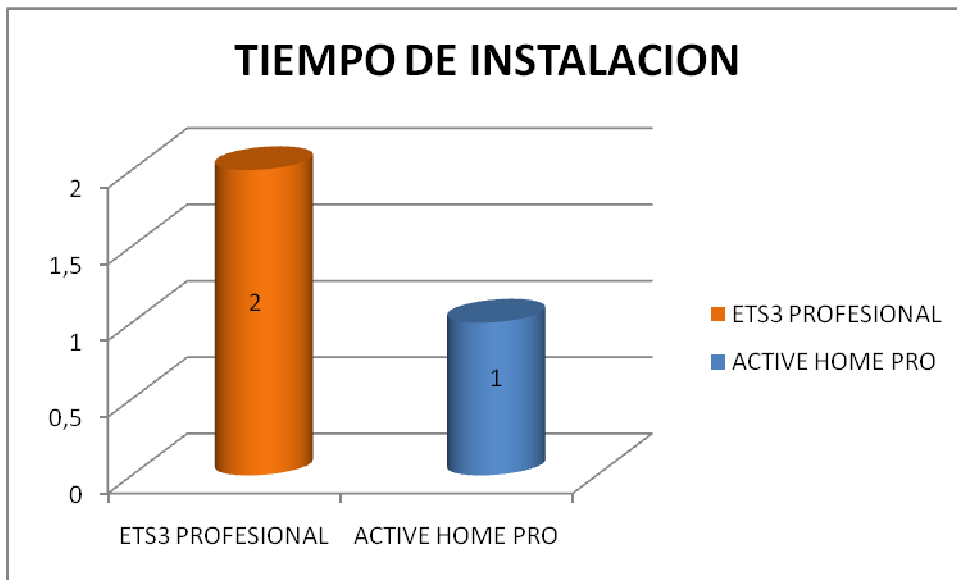 TIEMPO DE INSTALACION
2
1,5
1
0,5
0
2
1
ETS3 PROFESIONAL
ACTIVE HOME PRO
ETS3 PROFESIONAL
ACTIVE HOME PRO